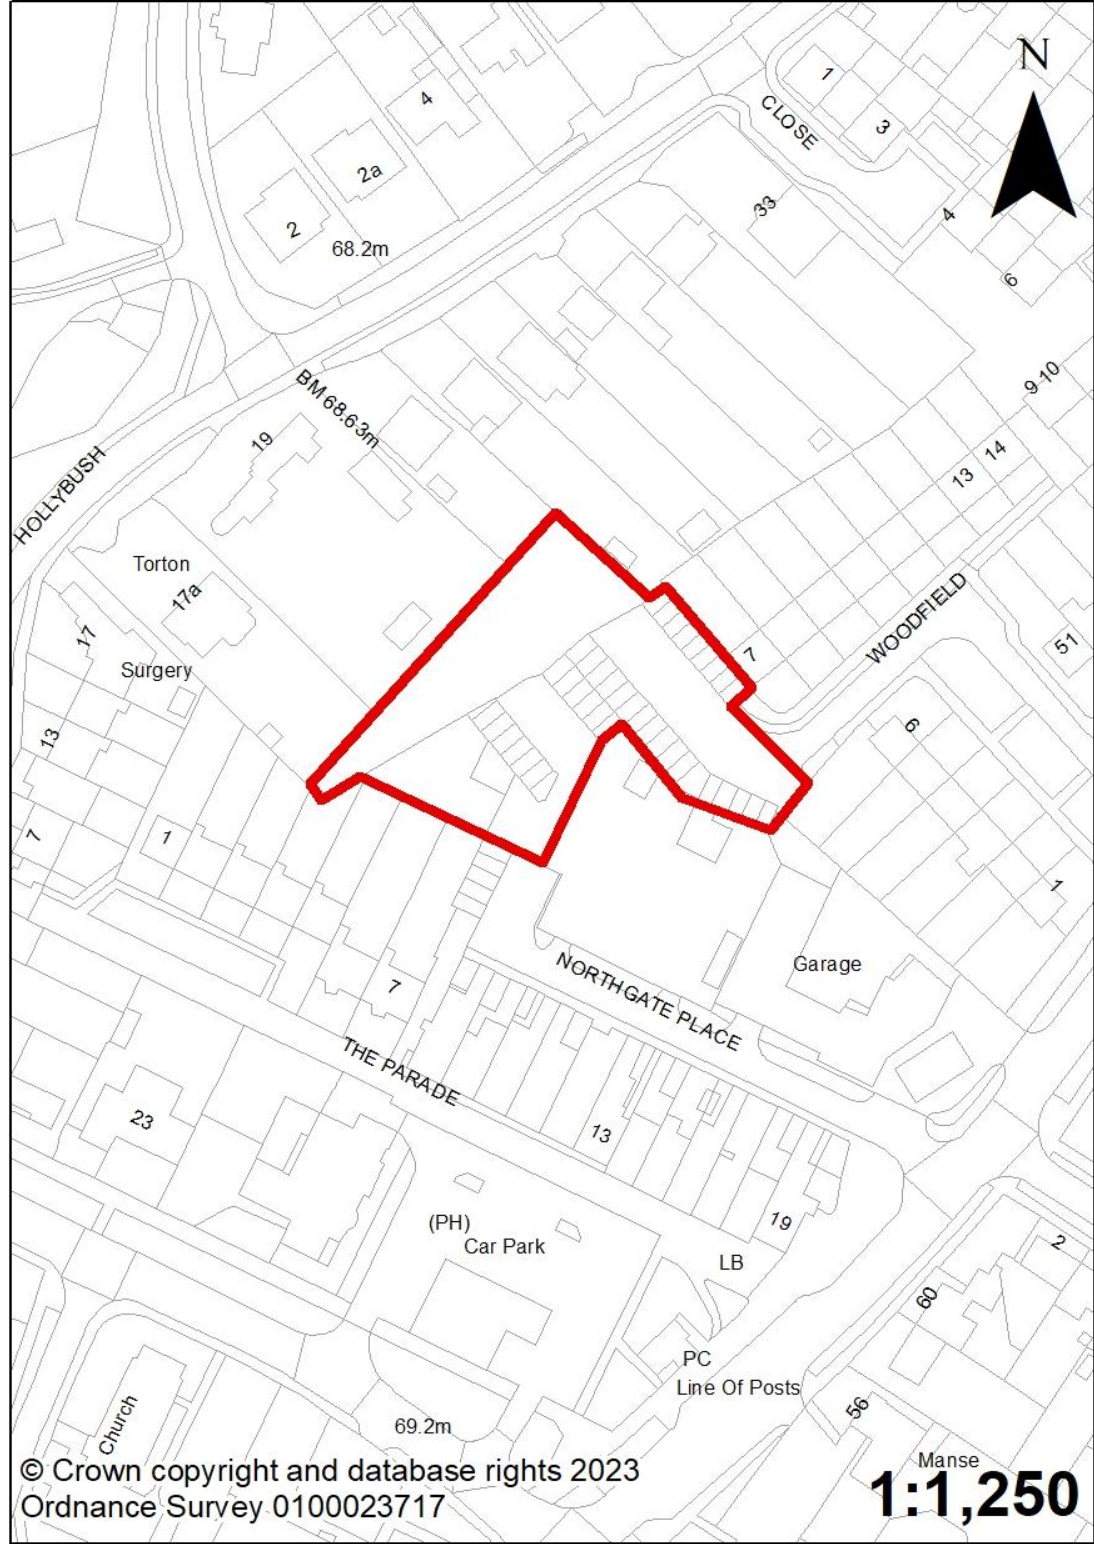 N
1
4
CLOSE
3
2a
33
4
2
68.2m
6
9-10
BM 68.63m
19
14
13
HOLLYBUSH
Torton
17a
WOODFIELD
17
51
7
Surgery
6
13
7
1
1
Garage
NORTHGATE PLACE
7
THE PARADE
23
13
19
(PH)
Car Park
2
LB
60
PC
Line Of Posts
56
Church
69.2m
Manse
© Crown copyright and database rights 2023
Ordnance Survey 0100023717
1:1,250